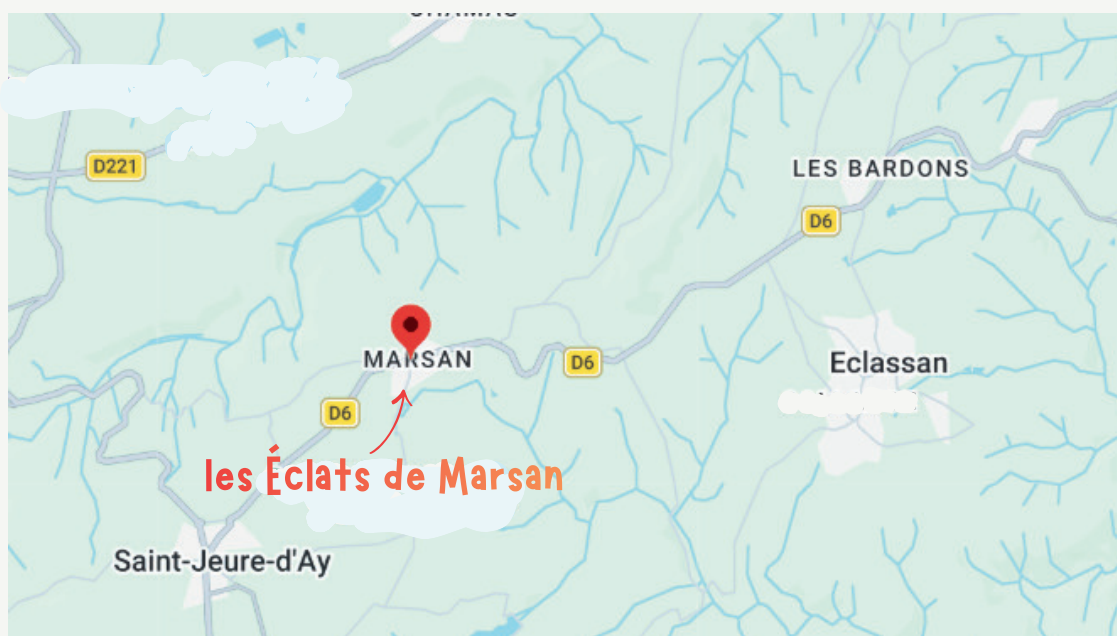 D221
LES BARDONS
D6
MARSAN
D6
Eclassan
D6
les Éclats de Marsan
Saint-Jeure-d'Ay